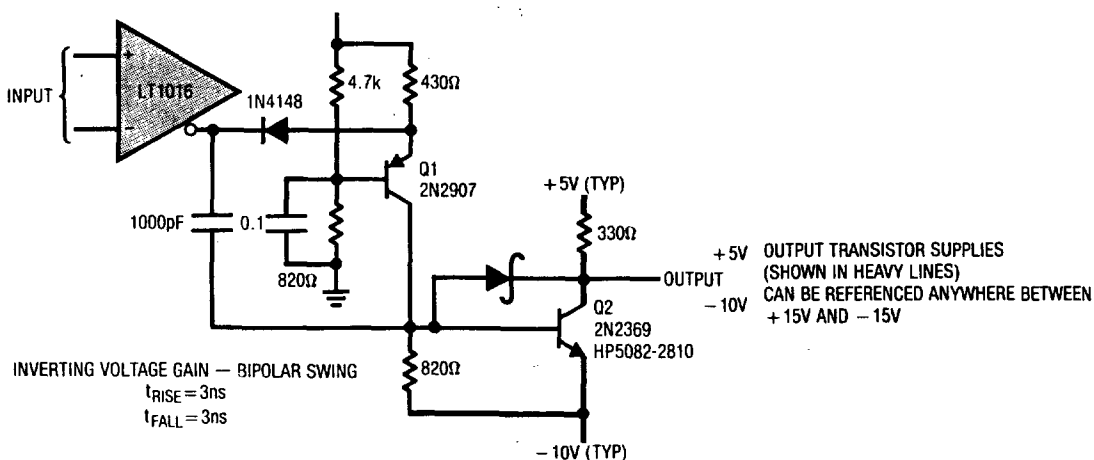 INPUT
+
−
LT1016
1N4148
4.7k
430Ω
Q1
2N2907
1000pF
0.1
820Ω
+5V (TYP)
330Ω
OUTPUT
+5V
−10V
OUTPUT TRANSISTOR SUPPLIES
(SHOWN IN HEAVY LINES)
CAN BE REFERENCED ANYWHERE BETWEEN
+15V AND −15V
Q2
2N2369
HP5082-2810
820Ω
−10V (TYP)
INVERTING VOLTAGE GAIN — BIPOLAR SWING
tRISE = 3ns
tFALL = 3ns